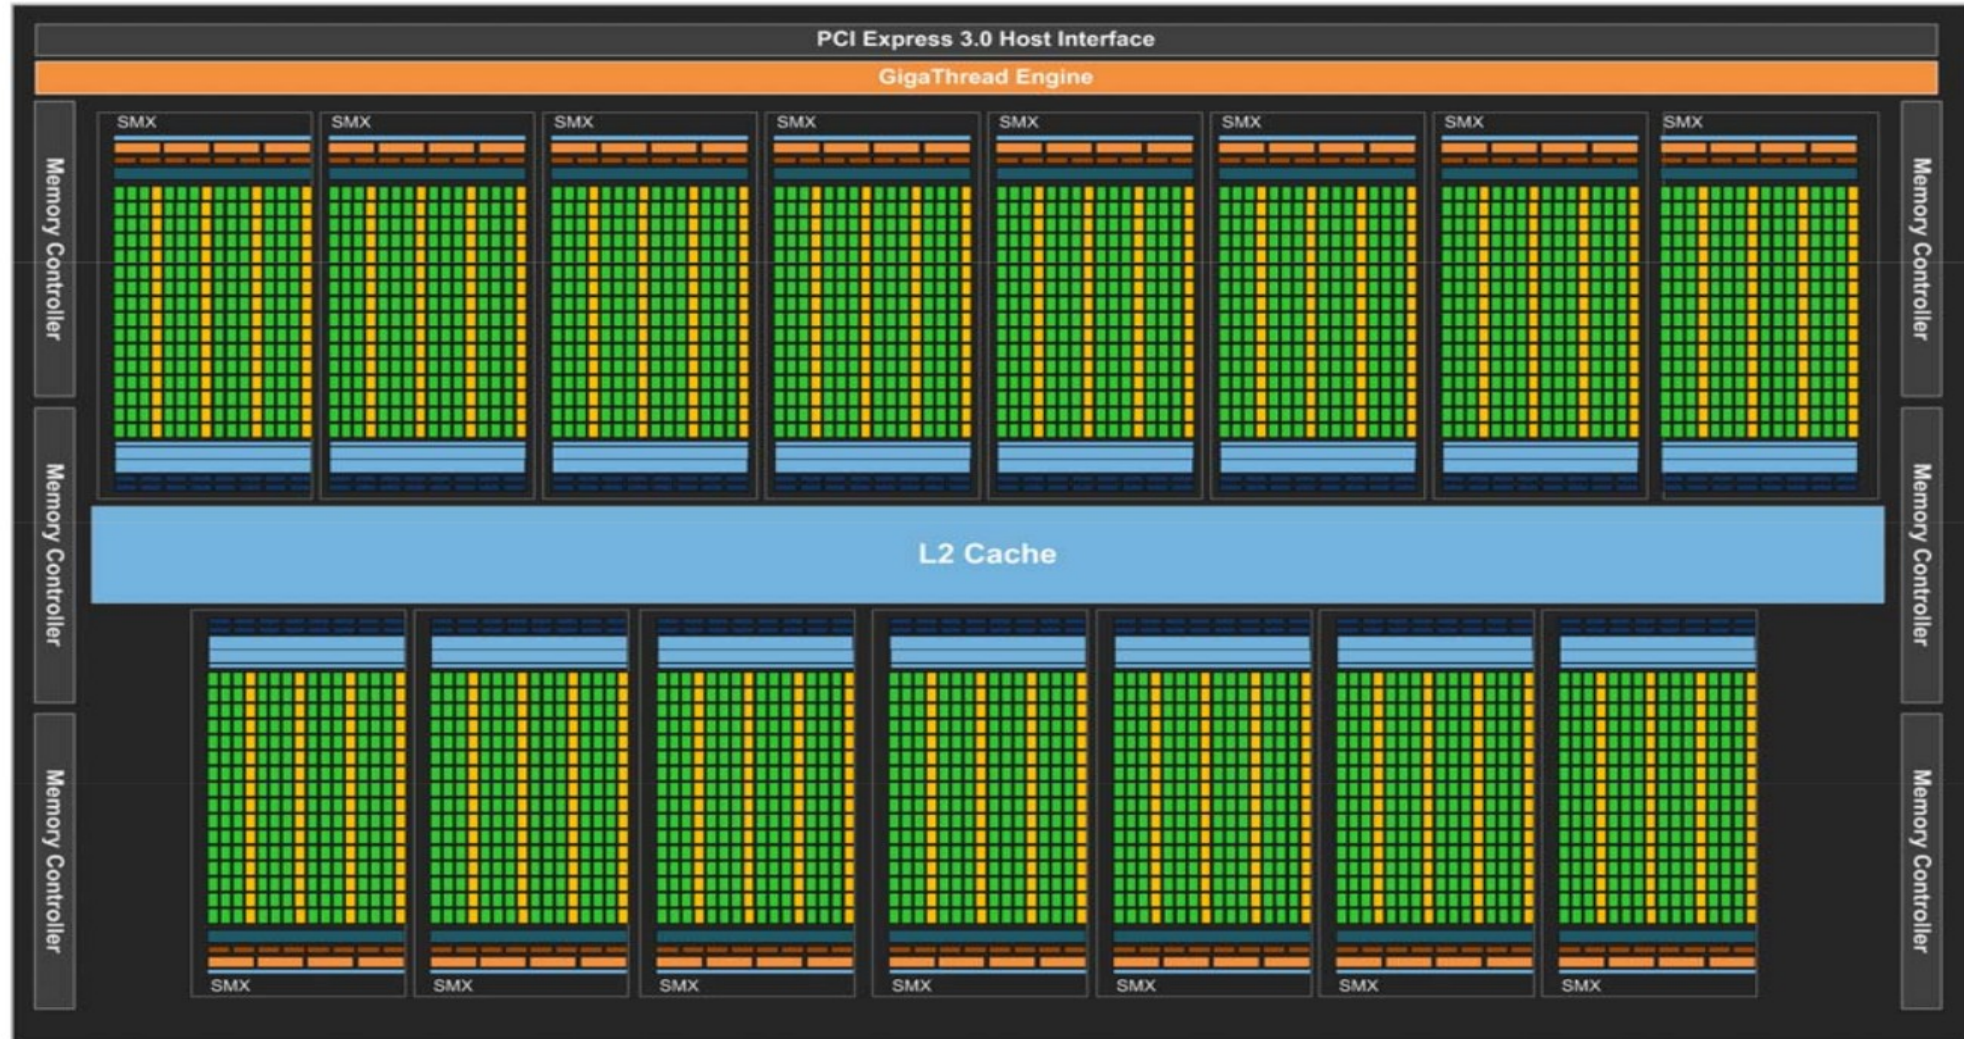 PCI Express 3.0 Host Interface
GigaThread Engine
SMX SMX SMX SMX SMX SMX SMX SMX
Memory Controller
Memory Controller
Memory Controller
Memory Controller
L2 Cache
Memory Controller
Memory Controller
SMX SMX SMX SMX SMX SMX SMX